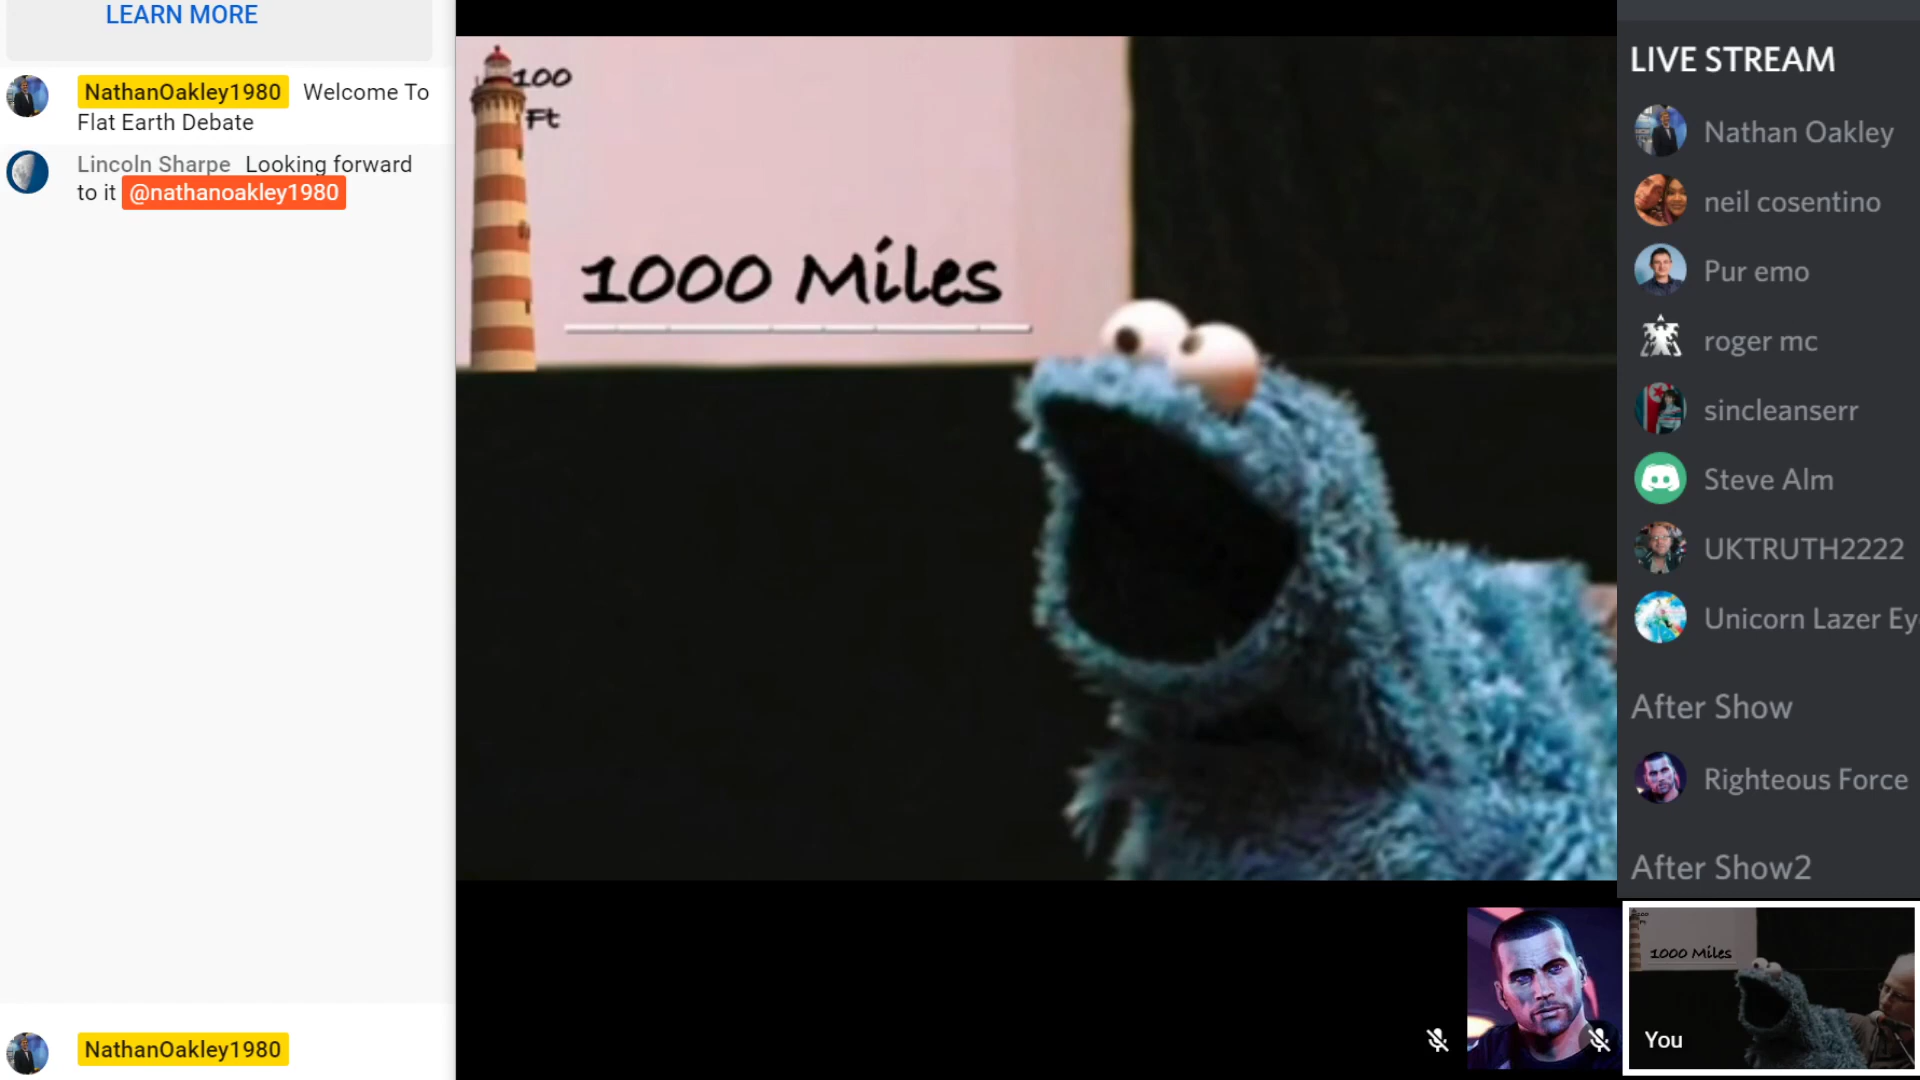 LEARN MORE
NathanOakley1980 Welcome To
Flat Earth Debate
Lincoln Sharpe Looking forward
to it @nathanoakley1980
NathanOakley1980
100
Ft
1000 Miles
LIVE STREAM
Nathan Oakley
neil cosentino
Pur emo
roger mc
sincleanserr
Steve Alm
UKTRUTH2222
Unicorn Lazer Ey
After Show
Righteous Force
After Show2
100
Ft
1000 Miles
You